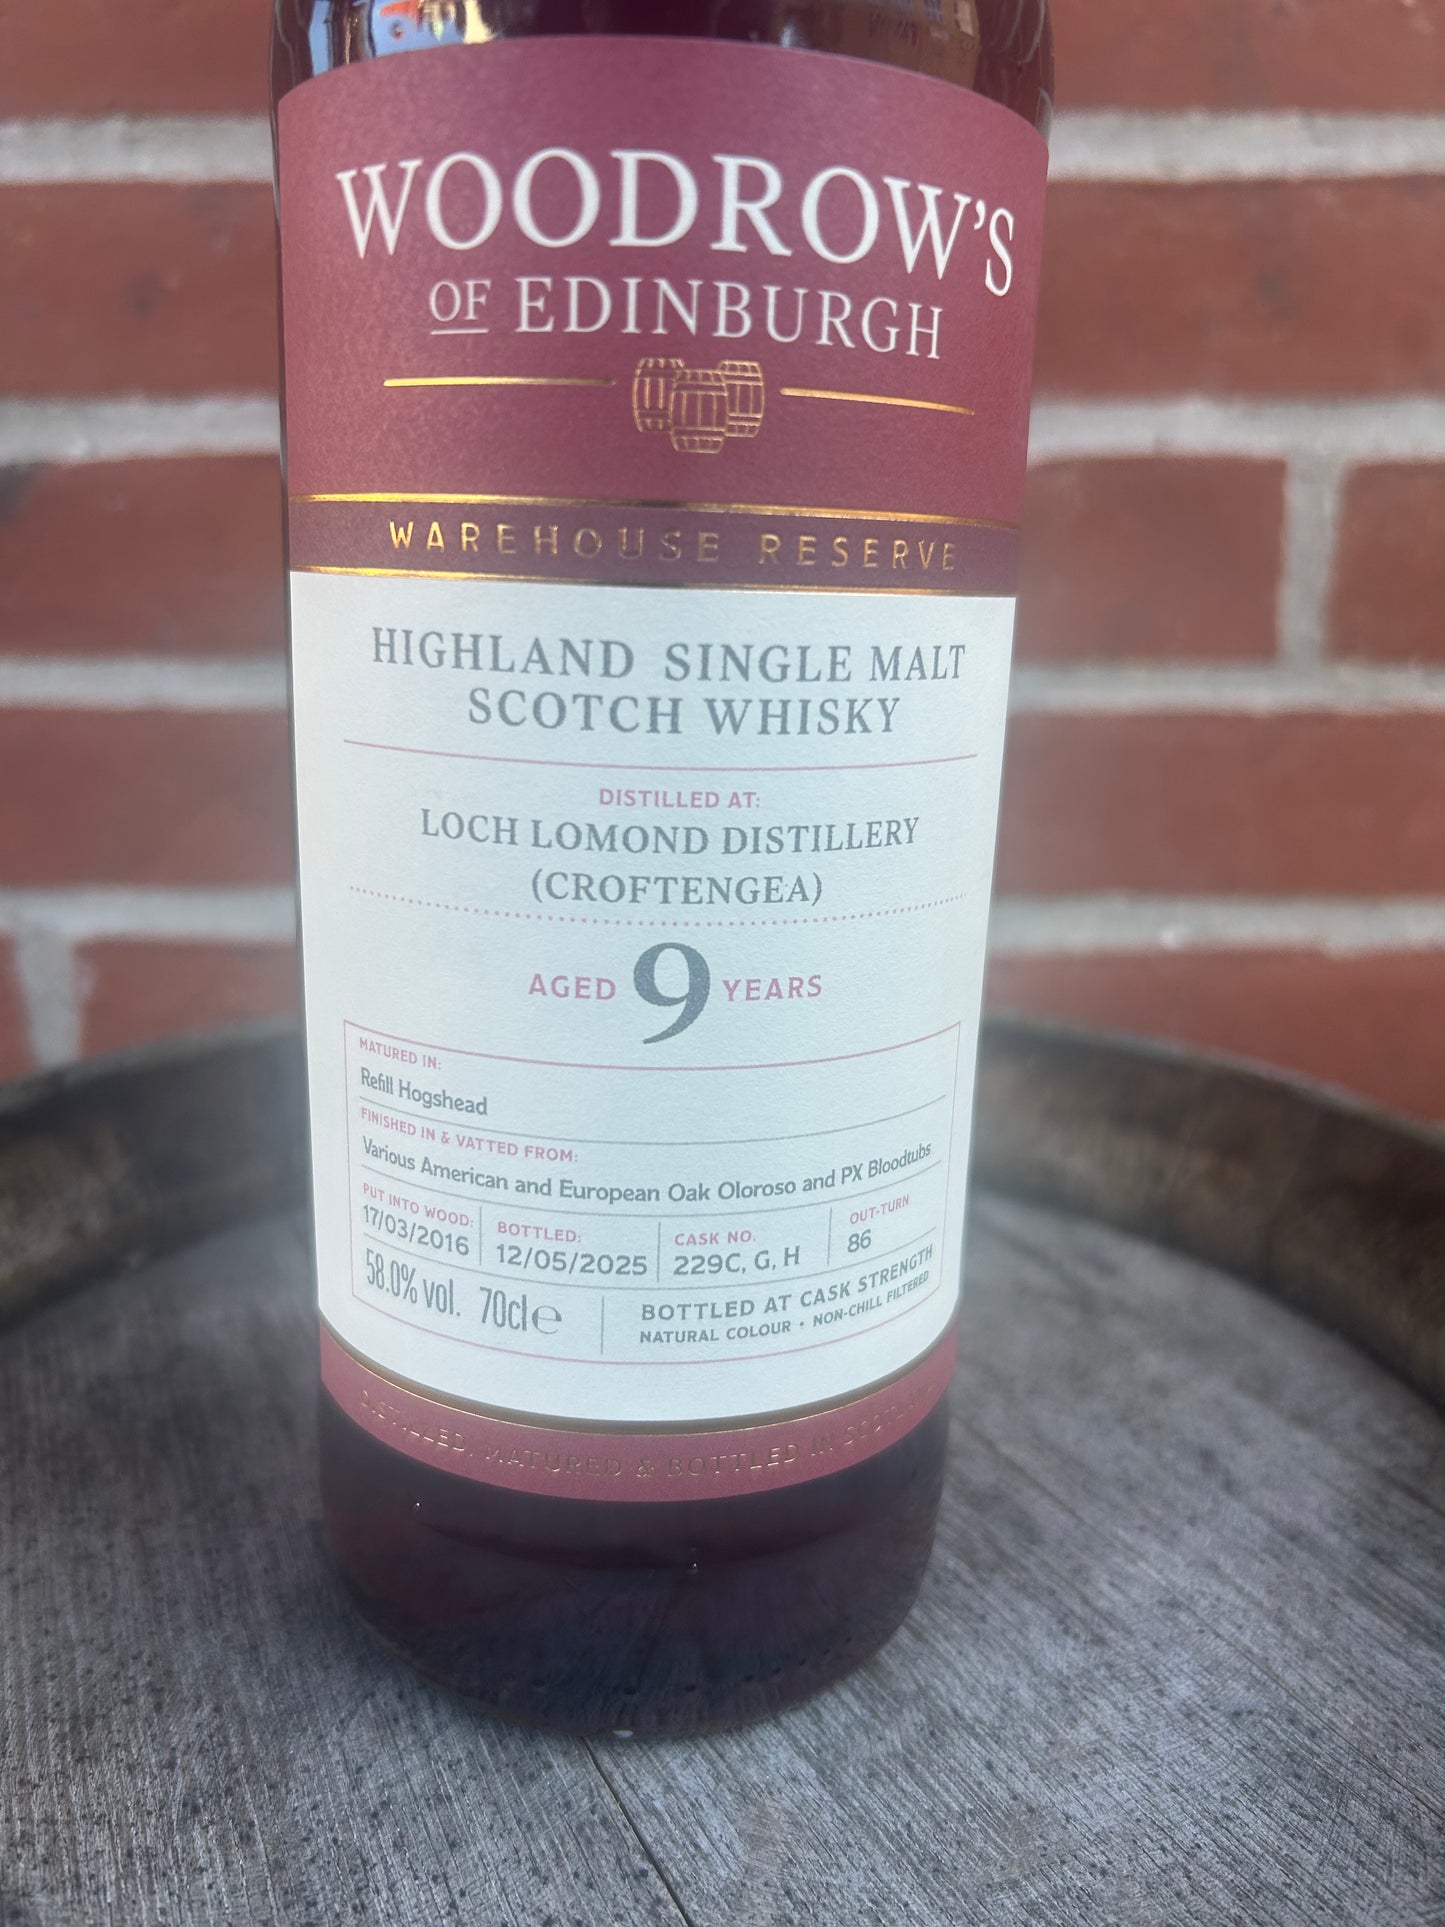 WOODROW'S
OF EDINBURGH
WAREHOUSE RESERVE
HIGHLAND SINGLE MALT
SCOTCH WHISKY
DISTILLED AT:
LOCH LOMOND DISTILLERY
(CROFTENGEA)
AGED 9 YEARS
MATURED IN:
Refill Hogshead
FINISHED IN & VATTED FROM:
Various American and European Oak Oloroso and PX Bloodtubs
PUT INTO WOOD: BOTTLED: CASK NO. OUT-TURN
17/03/2016 12/05/2025 229C, G, H 86
58.0% vol. 70cl e BOTTLED AT CASK STRENGTH
NATURAL COLOUR • NON-CHILL FILTERED
DISTILLED, MATURED & BOTTLED IN SCOTLAND